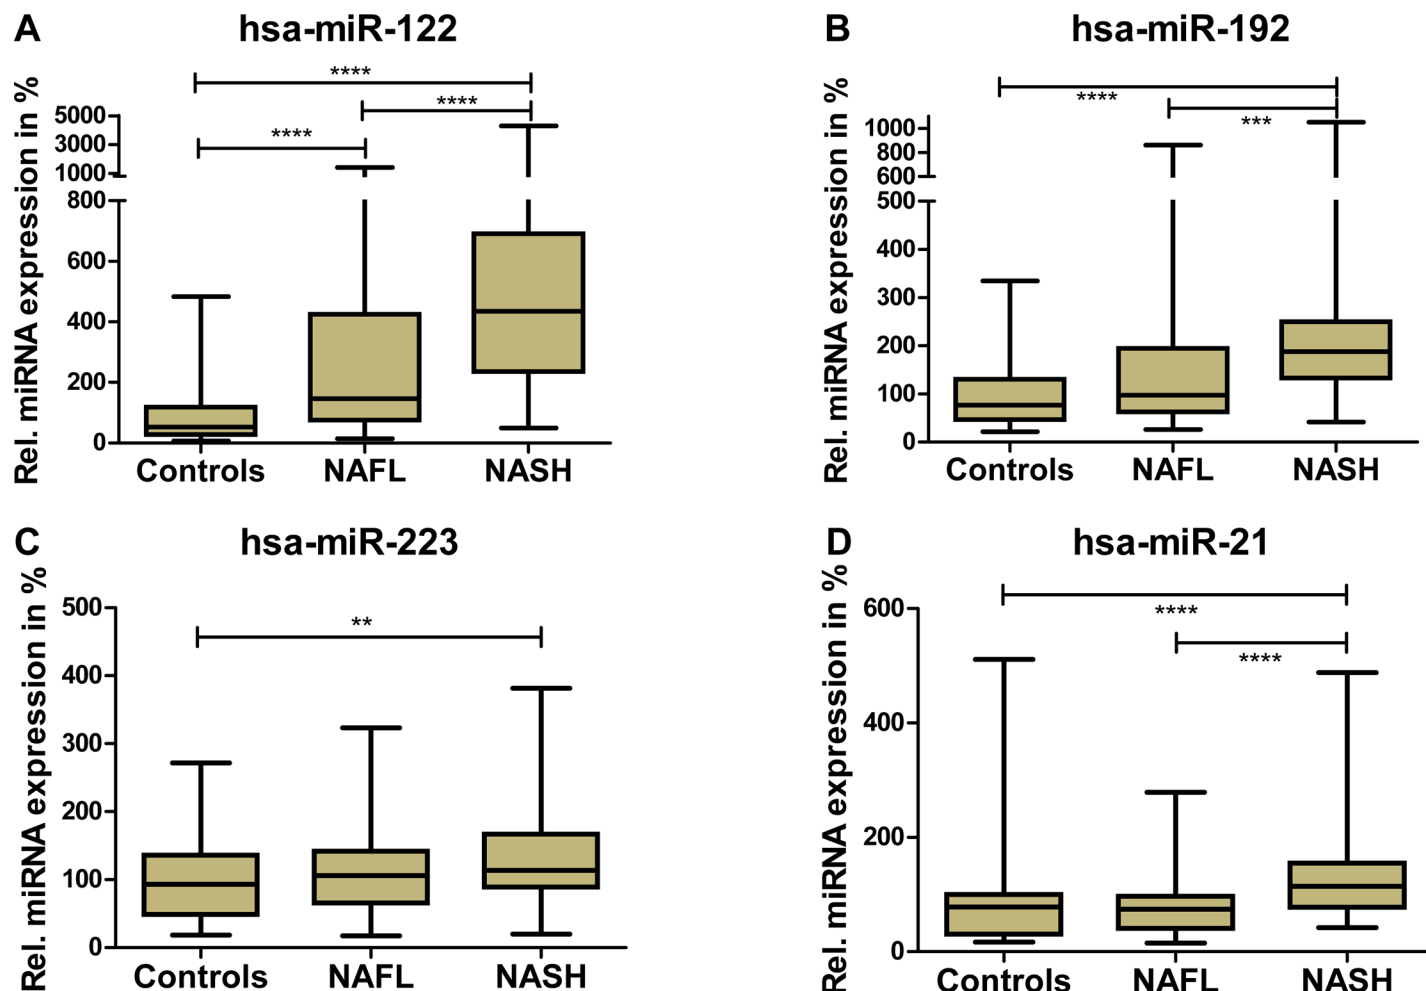 A
hsa-miR-122
Rel. miRNA expression in %
5000
3000
1000
800
600
400
200
0
****
****
****
Controls
NAFL
NASH
B
hsa-miR-192
Rel. miRNA expression in %
1000
800
600
500
400
300
200
100
0
****
***
Controls
NAFL
NASH
C
hsa-miR-223
Rel. miRNA expression in %
500
400
300
200
100
0
**
Controls
NAFL
NASH
D
hsa-miR-21
Rel. miRNA expression in %
600
400
200
0
****
****
Controls
NAFL
NASH